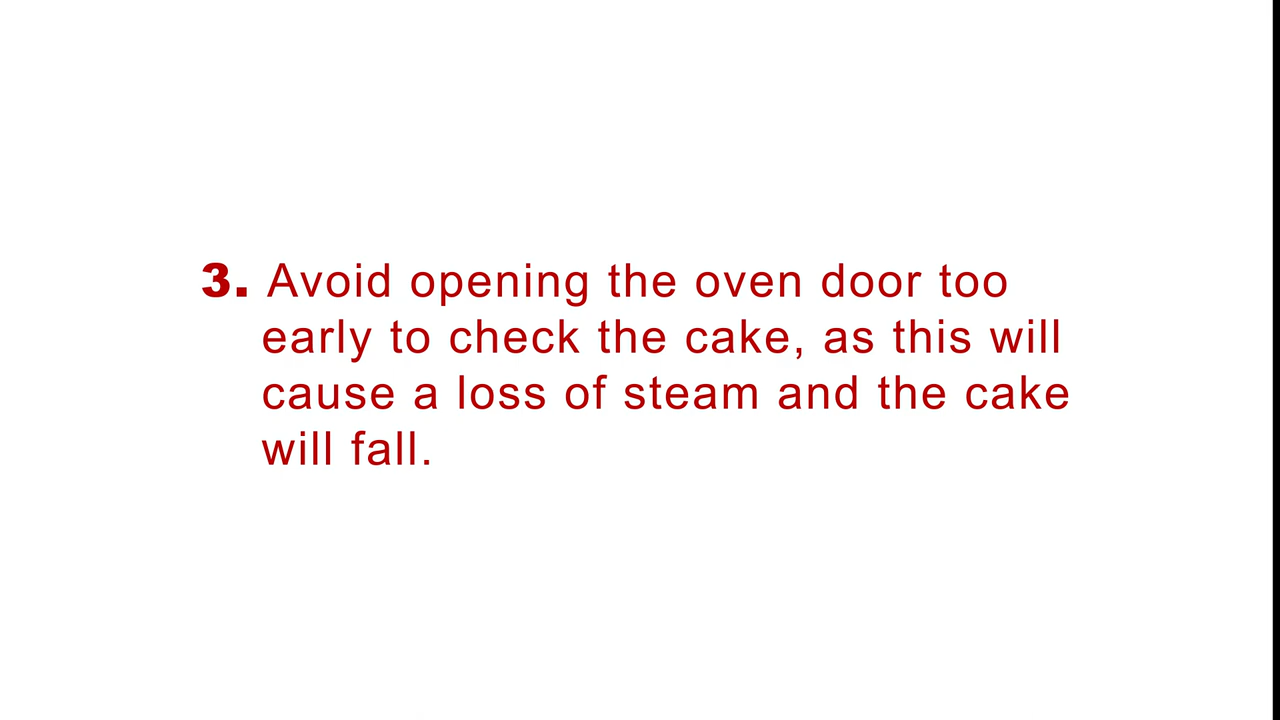 3. Avoid opening the oven door too
early to check the cake, as this will
cause a loss of steam and the cake
will fall.